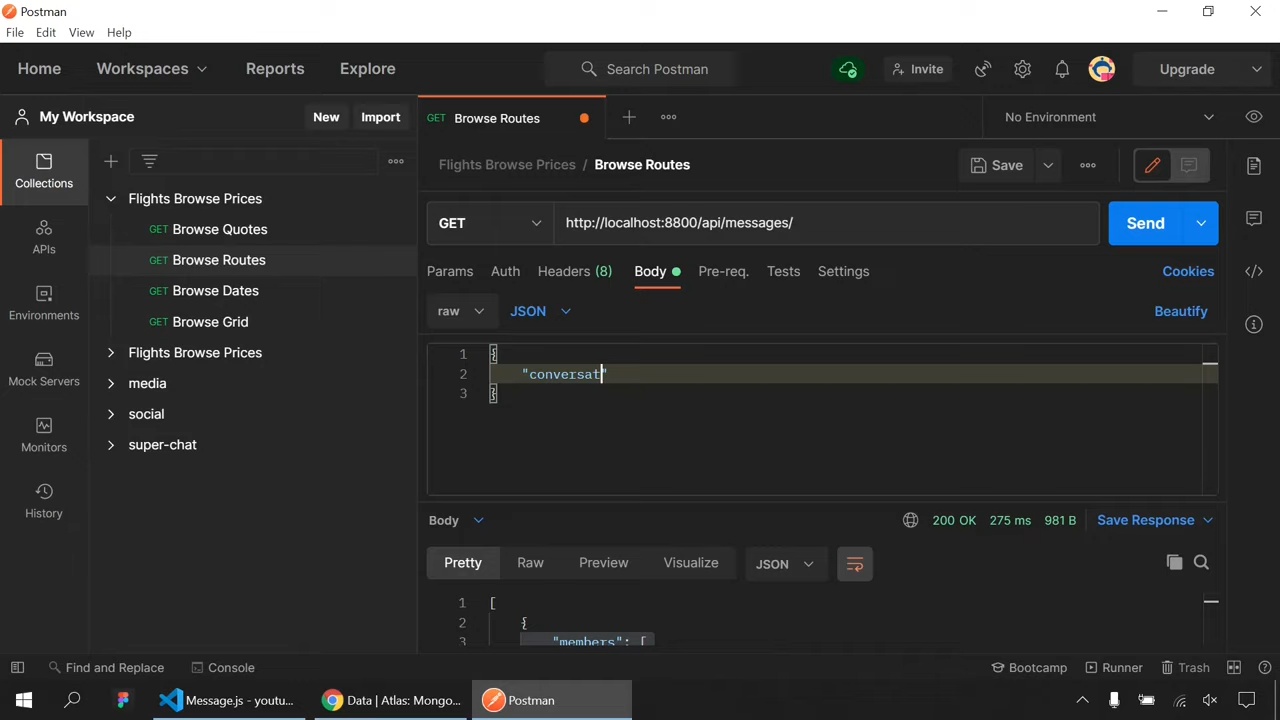 Postman
File Edit View Help
Home Workspaces Reports Explore Search Postman Invite Upgrade
My Workspace New Import GET Browse Routes No Environment
Flights Browse Prices / Browse Routes Save
Collections
APIs
Environments
Mock Servers
Monitors
History
Flights Browse Prices
GET Browse Quotes
GET Browse Routes
GET Browse Dates
GET Browse Grid
Flights Browse Prices
media
social
super-chat
GET http://localhost:8800/api/messages/ Send
Params Auth Headers (8) Body Pre-req. Tests Settings Cookies
raw JSON Beautify
1 {
2 "conversat"
3 }
Body 200 OK 275 ms 981 B Save Response
Pretty Raw Preview Visualize JSON
1 [
2 {
3 "members": [
Find and Replace Console Bootcamp Runner Trash
Message.js - youtu... Data | Atlas: Mongo... Postman